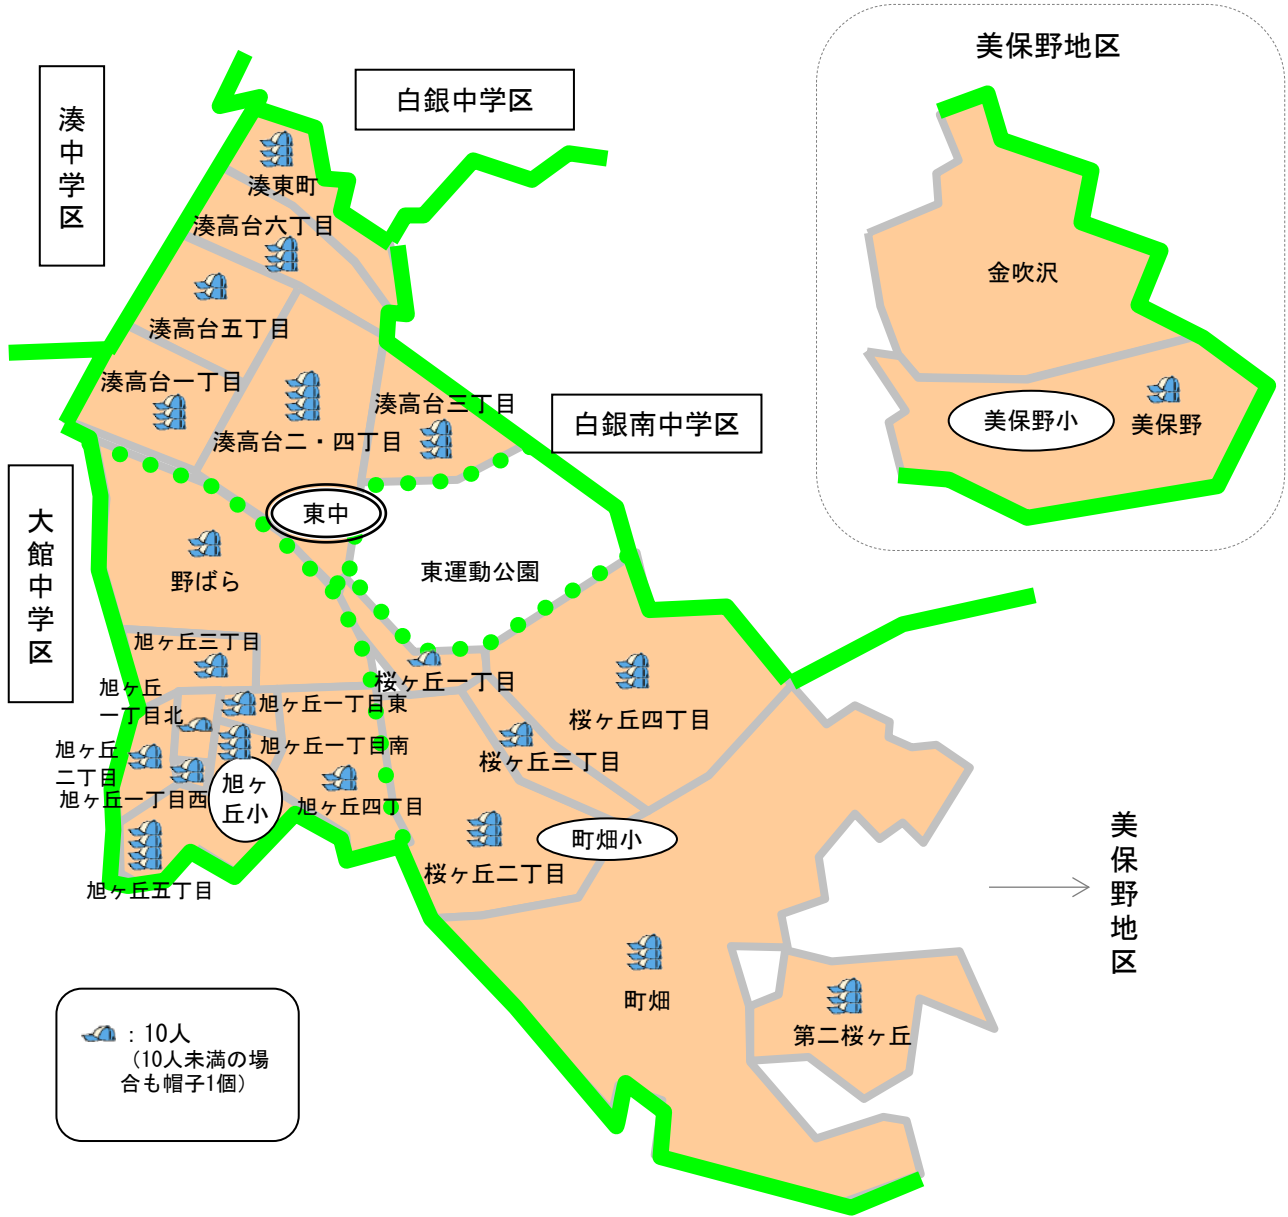 美保野地区
白銀中学区
湊中学区
湊東町
湊高台六丁目
金吹沢
湊高台五丁目
湊高台一丁目
湊高台三丁目
湊高台二・四丁目
白銀南中学区
美保野小
美保野
大館中学区
東中
野ばら
東運動公園
旭ヶ丘三丁目
旭ヶ丘
一丁目北
旭ヶ丘一丁目東
桜ヶ丘一丁目
桜ヶ丘四丁目
旭ヶ丘
二丁目
旭ヶ丘一丁目南
桜ヶ丘三丁目
旭ヶ丘一丁目西
旭ヶ
丘小
旭ヶ丘四丁目
町畑小
桜ヶ丘二丁目
旭ヶ丘五丁目
美保野地区
町畑
第二桜ヶ丘
：10人
（10人未満の場
合も帽子1個）